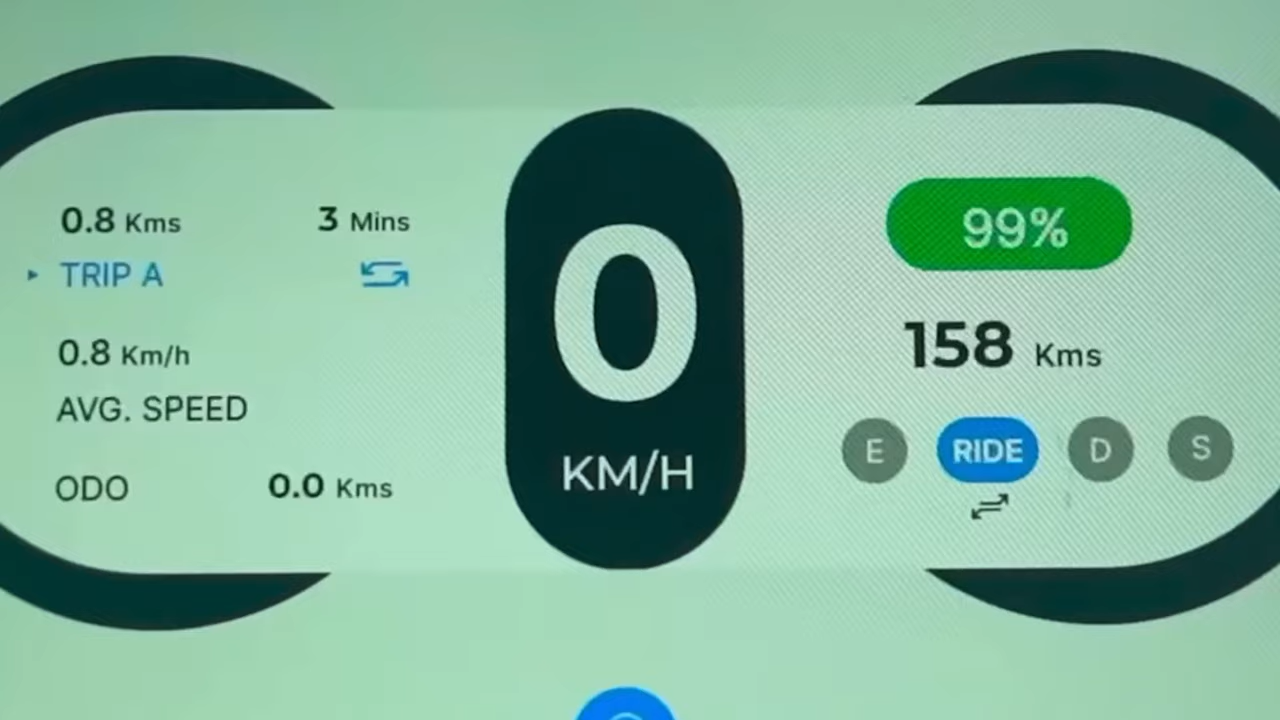 0.8 Kms 3 Mins
TRIP A
0.8 Km/h
AVG. SPEED
ODO 0.0 Kms
0
KM/H
99%
158 Kms
E RIDE D S